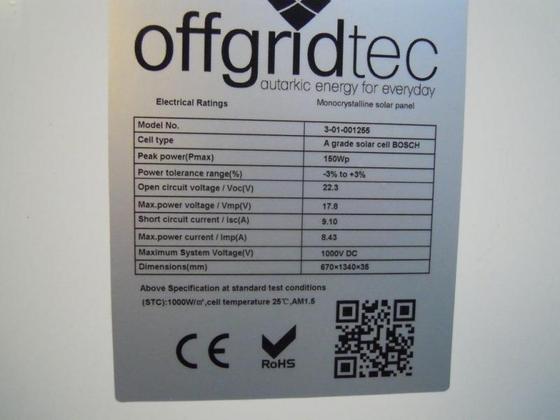 offgridtec
autarkic energy for everyday
Electrical Ratings Monocrystalline solar panel
Model No. 3-01-001255
Cell type A grade solar cell BOSCH
Peak power(Pmax) 150Wp
Power tolerance range(%) -3% to +3%
Open circuit voltage / Voc(V) 22.3
Max.power voltage / Vmp(V) 17.8
Short circuit current / isc(A) 9.10
Max.power current / Imp(A) 8.43
Maximum System Voltage(V) 1000V DC
Dimensions(mm) 670×1340×35
Above Specification at standard test conditions
(STC):1000W/㎡,cell temperature 25℃,AM1.5
CE
RoHS